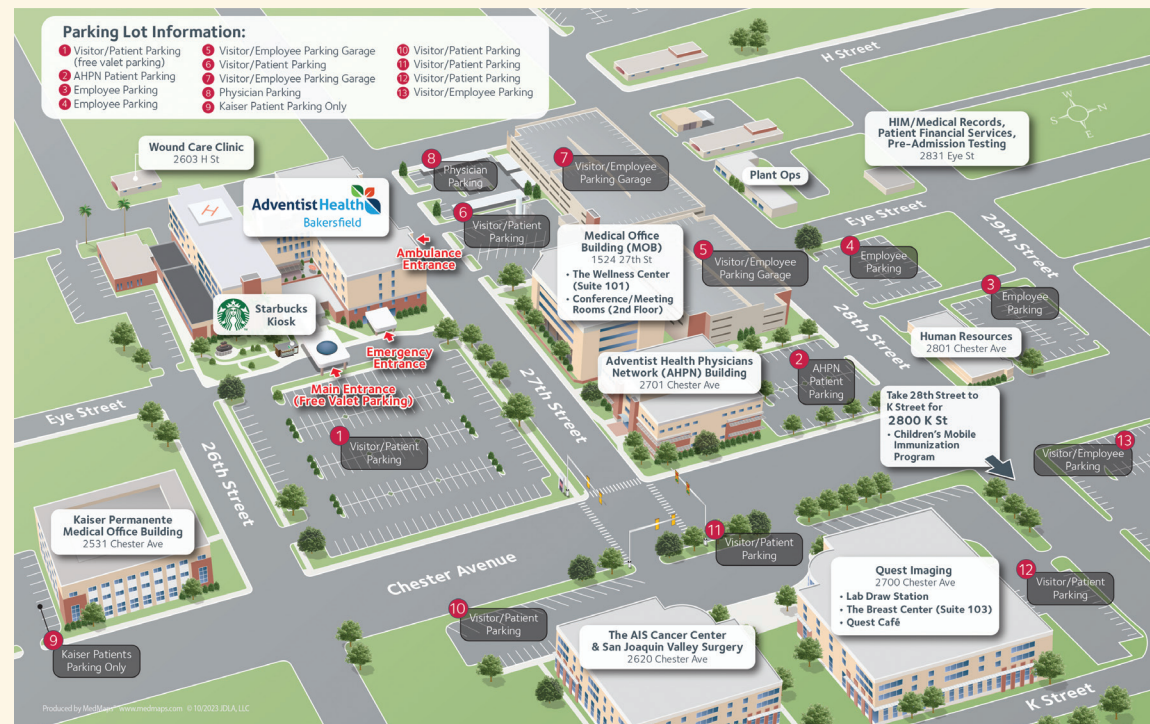 Parking Lot Information:
1 Visitor/Patient Parking
(free valet parking)
2 AHPN Patient Parking
3 Employee Parking
4 Employee Parking
5 Visitor/Employee Parking Garage
6 Visitor/Patient Parking
7 Visitor/Employee Parking Garage
8 Physician Parking
9 Kaiser Patient Parking Only
10 Visitor/Patient Parking
11 Visitor/Patient Parking
12 Visitor/Patient Parking
13 Visitor/Employee Parking
H Street
W
N
S
E
HIM/Medical Records,
Patient Financial Services,
Pre-Admission Testing
2831 Eye St
Wound Care Clinic
2603 H St
8
Physician
Parking
7
Visitor/Employee
Parking Garage
Plant Ops
H
Adventist Health
Bakersfield
6
Visitor/Patient
Parking
Eye Street
29th Street
Ambulance
Entrance
Medical Office
Building (MOB)
1524 27th St
• The Wellness Center
(Suite 101)
• Conference/Meeting
Rooms (2nd Floor)
5
Visitor/Employee
Parking Garage
4
Employee
Parking
3
Employee
Parking
Starbucks
Kiosk
28th Street
Human Resources
2801 Chester Ave
Emergency
Entrance
Main Entrance
(Free Valet Parking)
27th Street
Adventist Health Physicians
Network (AHPN) Building
2701 Chester Ave
2
AHPN
Patient
Parking
Take 28th Street to
K Street for
2800 K St
• Children's Mobile
Immunization
Program
Eye Street
26th Street
1
Visitor/Patient
Parking
13
Visitor/Employee
Parking
Kaiser Permanente
Medical Office Building
2531 Chester Ave
Chester Avenue
11
Visitor/Patient
Parking
Quest Imaging
2700 Chester Ave
• Lab Draw Station
• The Breast Center (Suite 103)
• Quest Café
12
Visitor/Patient
Parking
10
Visitor/Patient
Parking
The AIS Cancer Center
& San Joaquin Valley Surgery
2620 Chester Ave
9
Kaiser Patients
Parking Only
K Street
Produced by MedMaps™ www.medmaps.com © 10/2023 JDLA, LLC